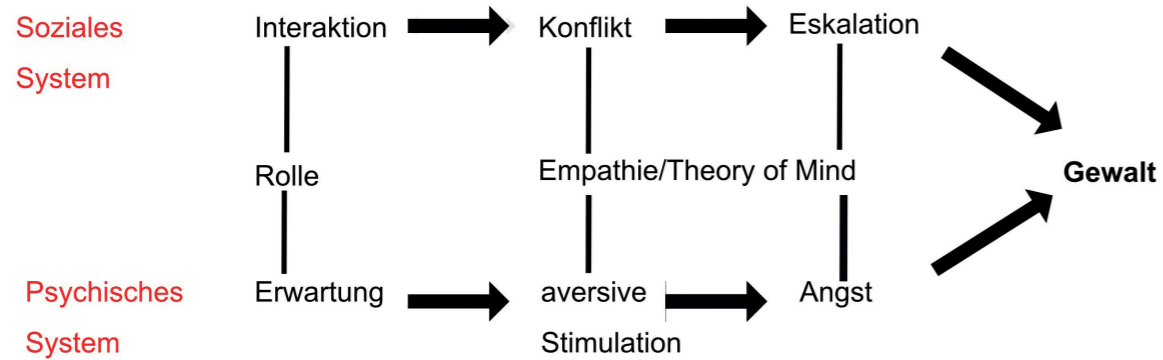 Soziales
System
Interaktion
Konflikt
Eskalation
Rolle
Empathie/Theory of Mind
Gewalt
Psychisches
System
Erwartung
aversive
Stimulation
Angst